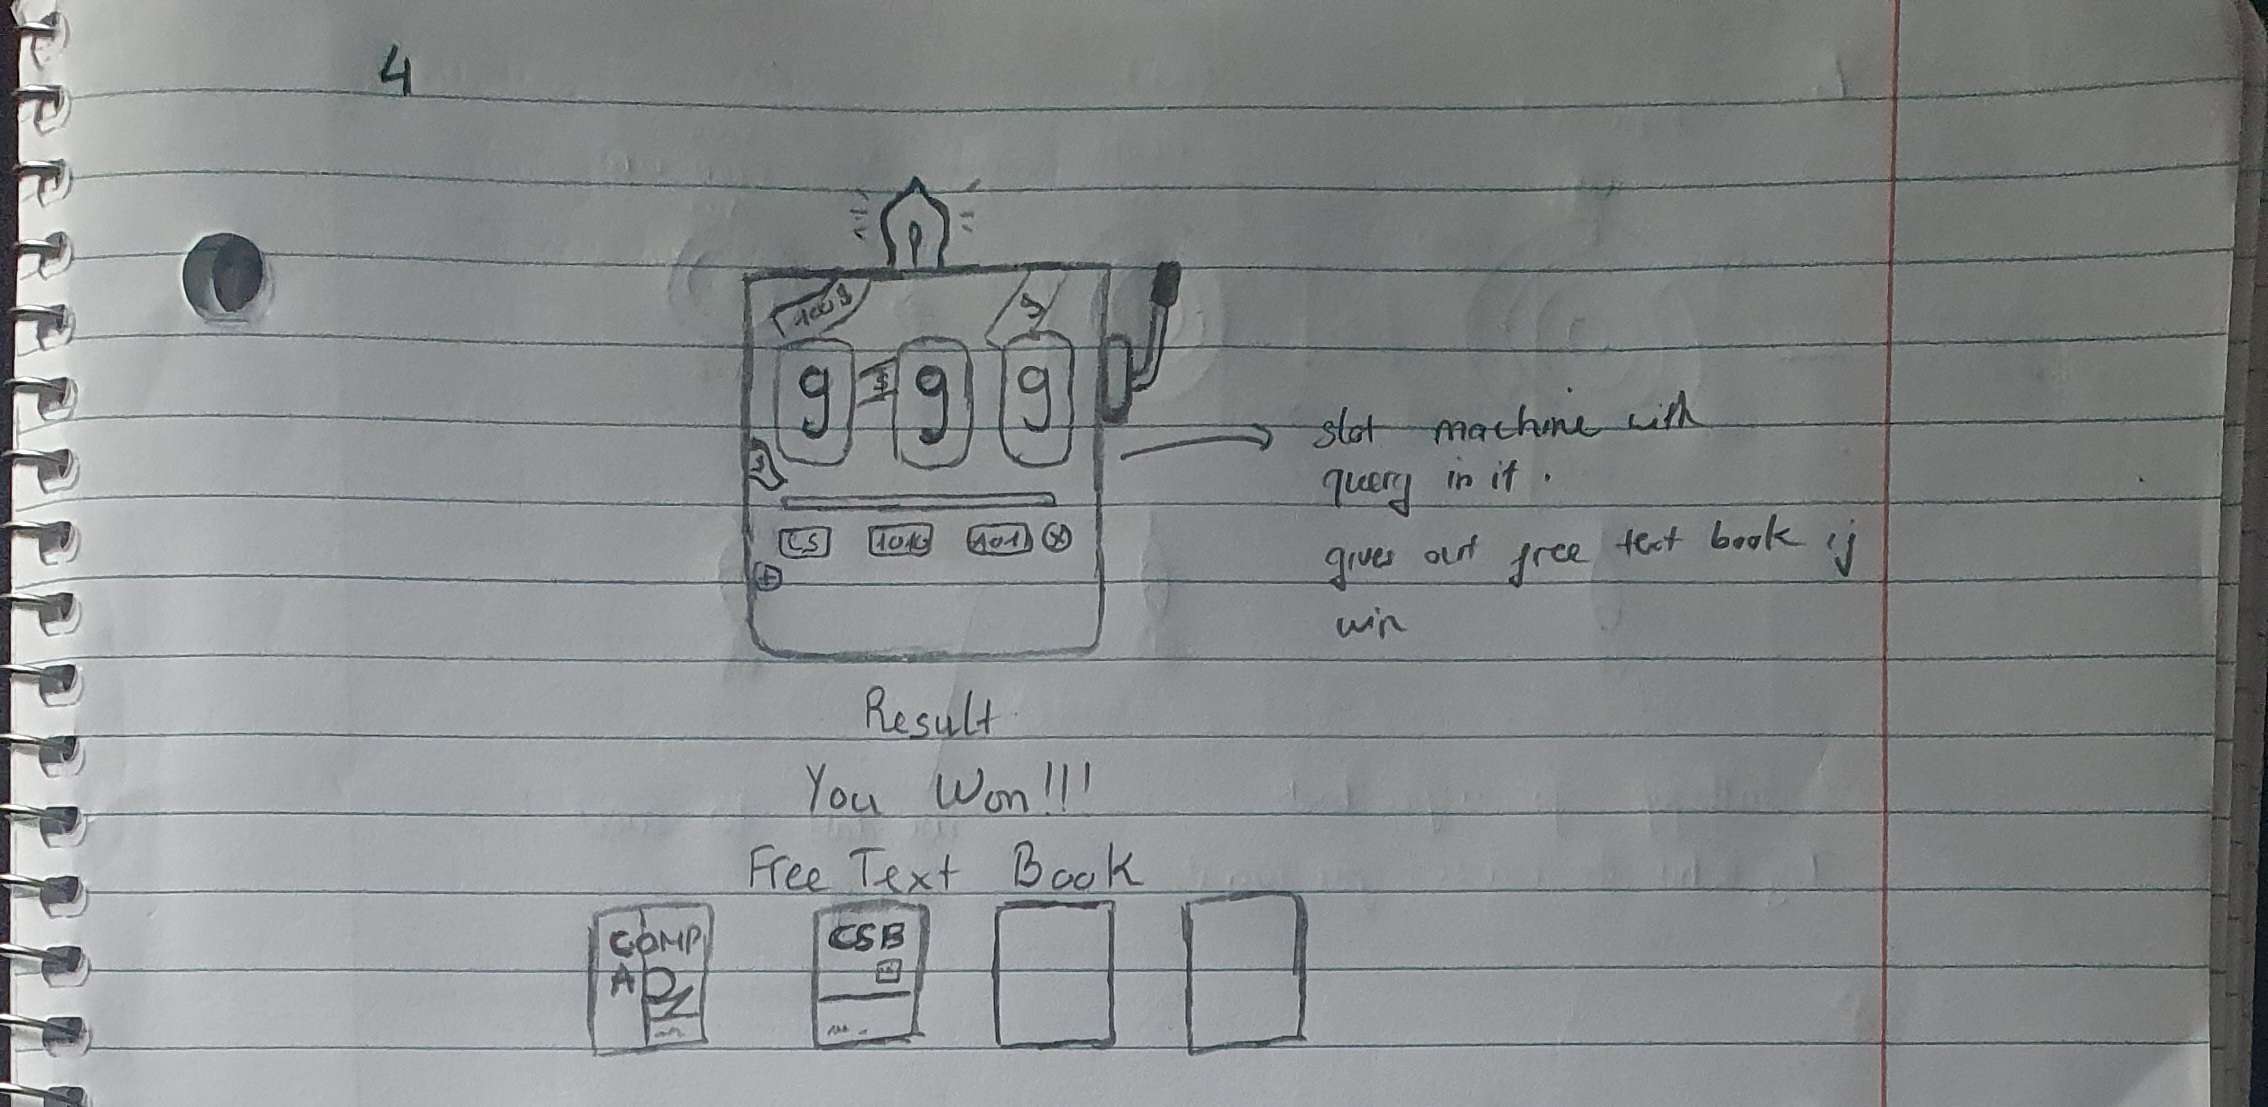 4
100$
$
9 $ 9 9
$
CS 1010 101
slot machine with
query in it.
gives out free text book if
win
Result
You Won!!!
Free Text Book
COMP
A
CSB